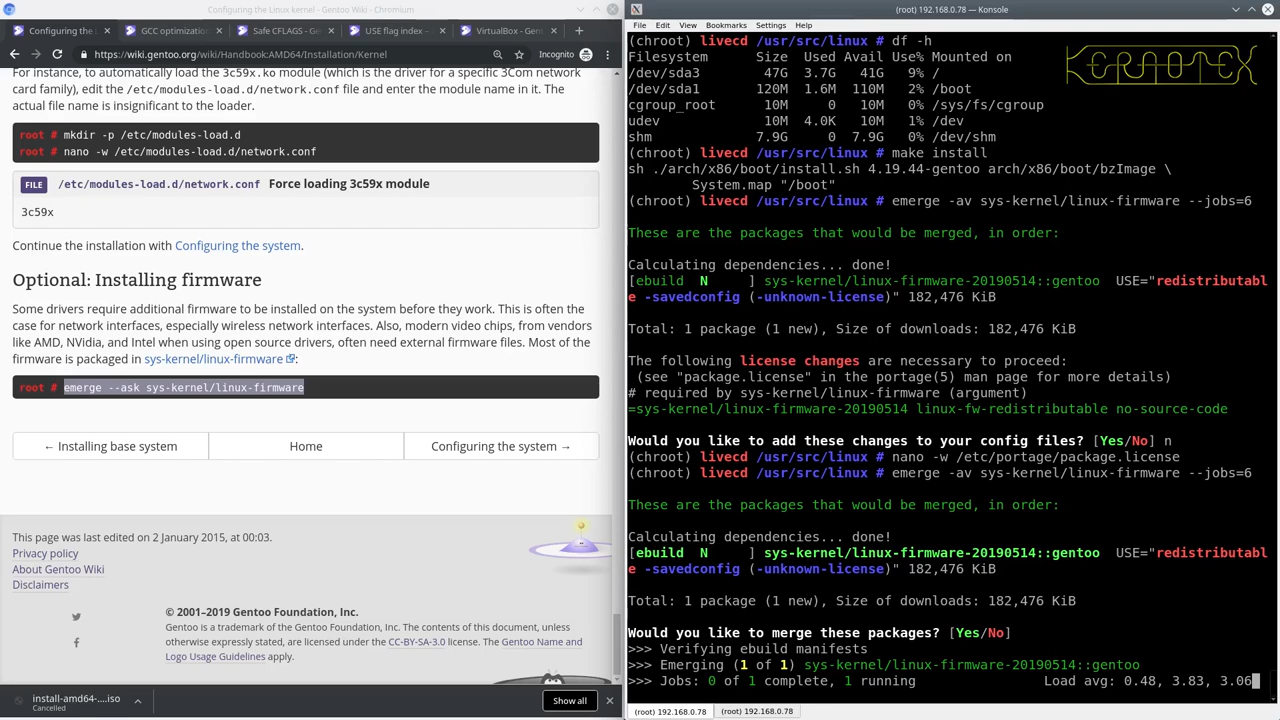 Configuring the Linux kernel - Gentoo Wiki - Chromium
Configuring the L
GCC optimization
Safe CFLAGS - Ge
USE flag index –
VirtualBox - Gent
https://wiki.gentoo.org/wiki/Handbook:AMD64/Installation/Kernel
Incognito
For instance, to automatically load the 3c59x.ko module (which is the driver for a specific 3Com network
card family), edit the /etc/modules-load.d/network.conf file and enter the module name in it. The
actual file name is insignificant to the loader.
root # mkdir -p /etc/modules-load.d
root # nano -w /etc/modules-load.d/network.conf
FILE /etc/modules-load.d/network.conf Force loading 3c59x module
3c59x
Continue the installation with Configuring the system.
Optional: Installing firmware
Some drivers require additional firmware to be installed on the system before they work. This is often the
case for network interfaces, especially wireless network interfaces. Also, modern video chips, from vendors
like AMD, NVidia, and Intel when using open source drivers, often need external firmware files. Most of the
firmware is packaged in sys-kernel/linux-firmware:
root # emerge --ask sys-kernel/linux-firmware
← Installing base system
Home
Configuring the system →
This page was last edited on 2 January 2015, at 00:03.
Privacy policy
About Gentoo Wiki
Disclaimers
© 2001–2019 Gentoo Foundation, Inc.
Gentoo is a trademark of the Gentoo Foundation, Inc. The contents of this document, unless
otherwise expressly stated, are licensed under the CC-BY-SA-3.0 license. The Gentoo Name and
Logo Usage Guidelines apply.
install-amd64-....iso
Cancelled
Show all
(root) 192.168.0.78 — Konsole
File Edit View Bookmarks Settings Help
(chroot) livecd /usr/src/linux # df -h
Filesystem Size Used Avail Use% Mounted on
/dev/sda3 47G 3.7G 41G 9% /
/dev/sda1 120M 1.6M 110M 2% /boot
cgroup_root 10M 0 10M 0% /sys/fs/cgroup
udev 10M 4.0K 10M 1% /dev
shm 7.9G 0 7.9G 0% /dev/shm
(chroot) livecd /usr/src/linux # make install
sh ./arch/x86/boot/install.sh 4.19.44-gentoo arch/x86/boot/bzImage \
System.map "/boot"
(chroot) livecd /usr/src/linux # emerge -av sys-kernel/linux-firmware --jobs=6
These are the packages that would be merged, in order:
Calculating dependencies... done!
[ebuild N ] sys-kernel/linux-firmware-20190514::gentoo USE="redistributabl
e -savedconfig (-unknown-license)" 182,476 KiB
Total: 1 package (1 new), Size of downloads: 182,476 KiB
The following license changes are necessary to proceed:
(see "package.license" in the portage(5) man page for more details)
# required by sys-kernel/linux-firmware (argument)
=sys-kernel/linux-firmware-20190514 linux-fw-redistributable no-source-code
Would you like to add these changes to your config files? [Yes/No] n
(chroot) livecd /usr/src/linux # nano -w /etc/portage/package.license
(chroot) livecd /usr/src/linux # emerge -av sys-kernel/linux-firmware --jobs=6
These are the packages that would be merged, in order:
Calculating dependencies... done!
[ebuild N ] sys-kernel/linux-firmware-20190514::gentoo USE="redistributabl
e -savedconfig (-unknown-license)" 182,476 KiB
Total: 1 package (1 new), Size of downloads: 182,476 KiB
Would you like to merge these packages? [Yes/No]
>>> Verifying ebuild manifests
>>> Emerging (1 of 1) sys-kernel/linux-firmware-20190514::gentoo
>>> Jobs: 0 of 1 complete, 1 running Load avg: 0.48, 3.83, 3.06
(root) 192.168.0.78
(root) 192.168.0.78